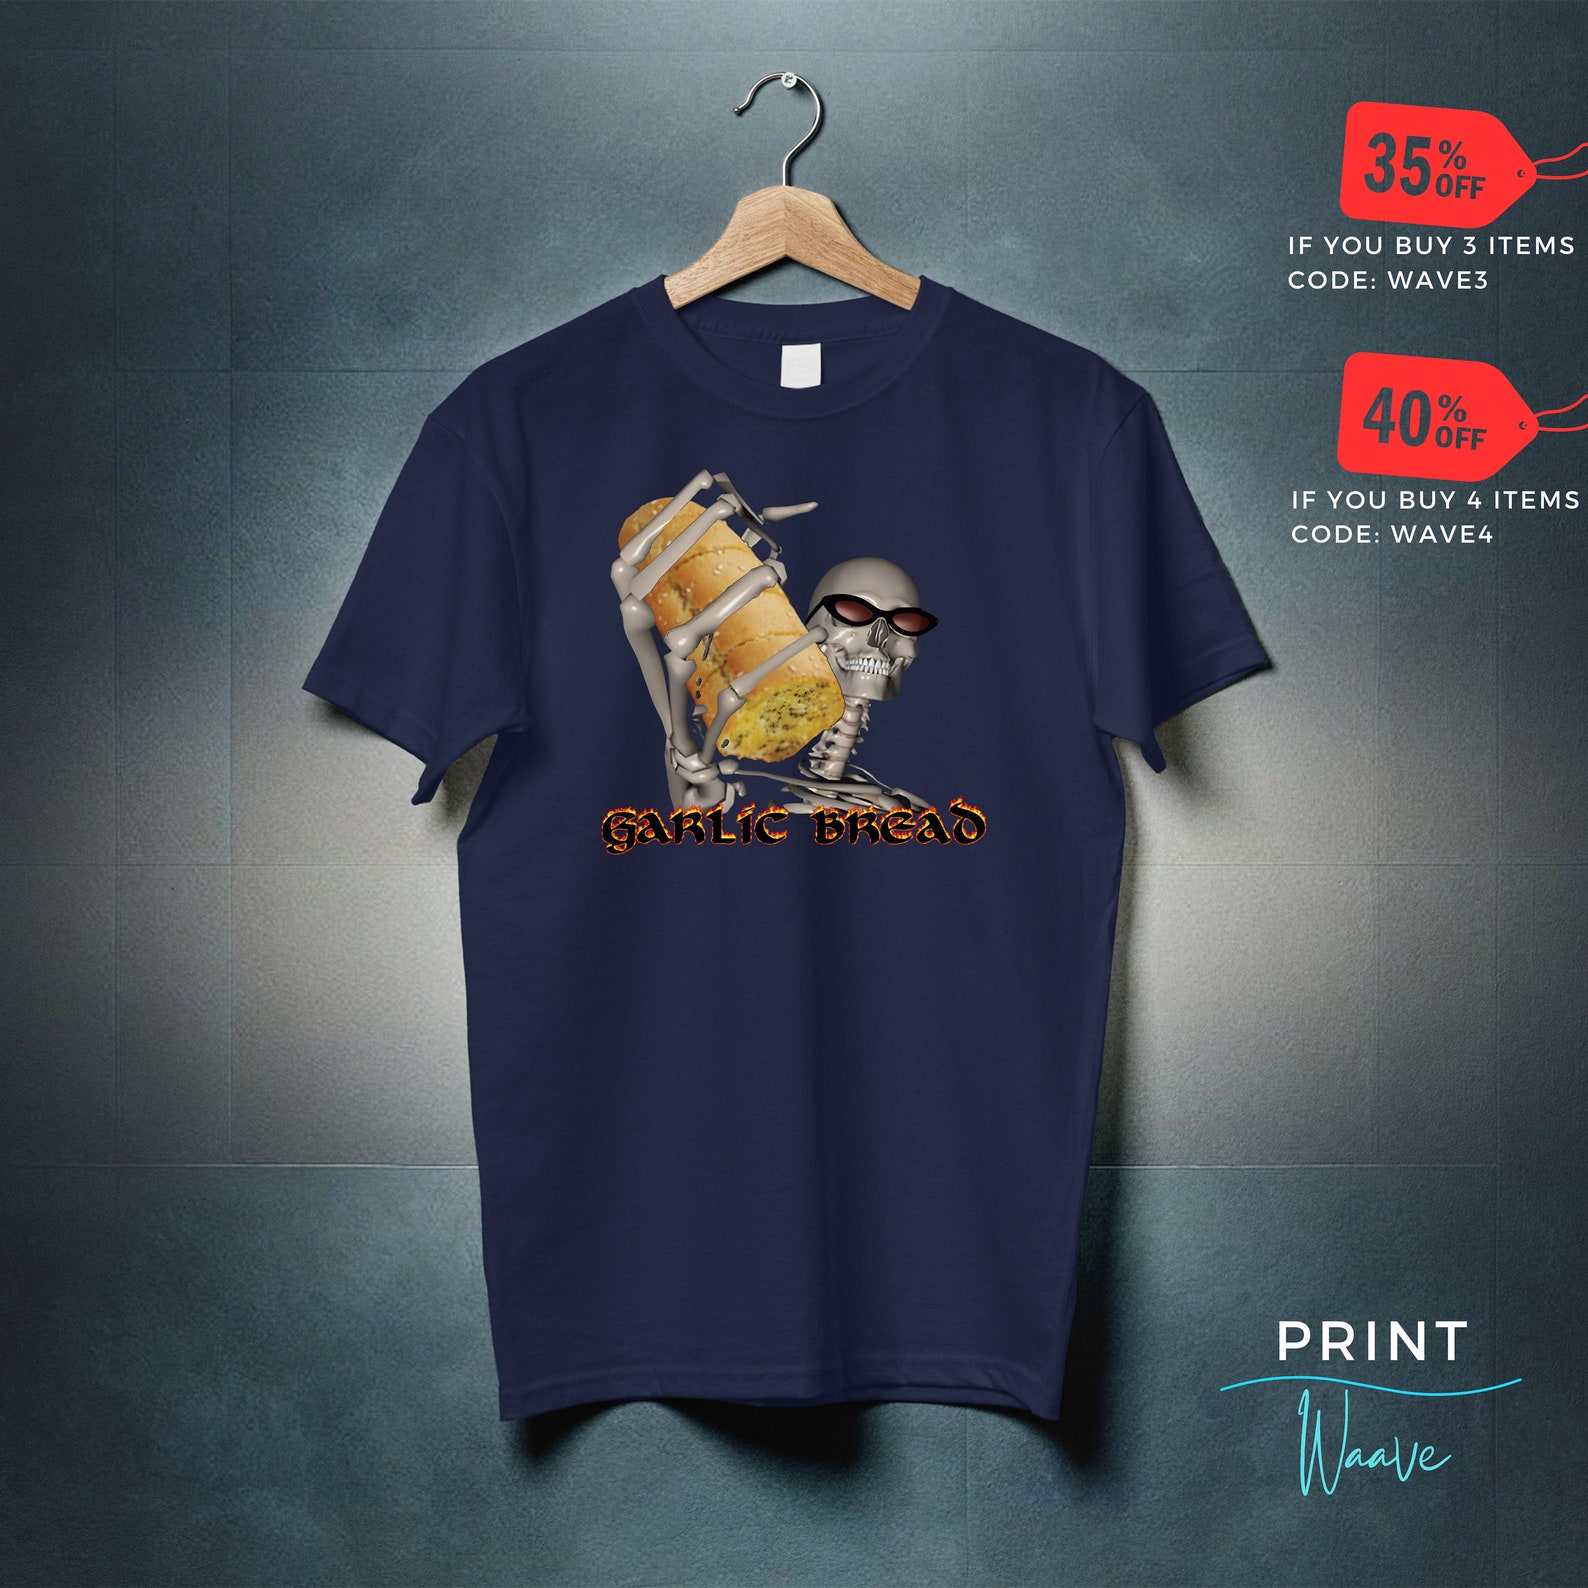 35% OFF
IF YOU BUY 3 ITEMS
CODE: WAVE3
40% OFF
IF YOU BUY 4 ITEMS
CODE: WAVE4
GARLIC BREAD
PRINT
Waave